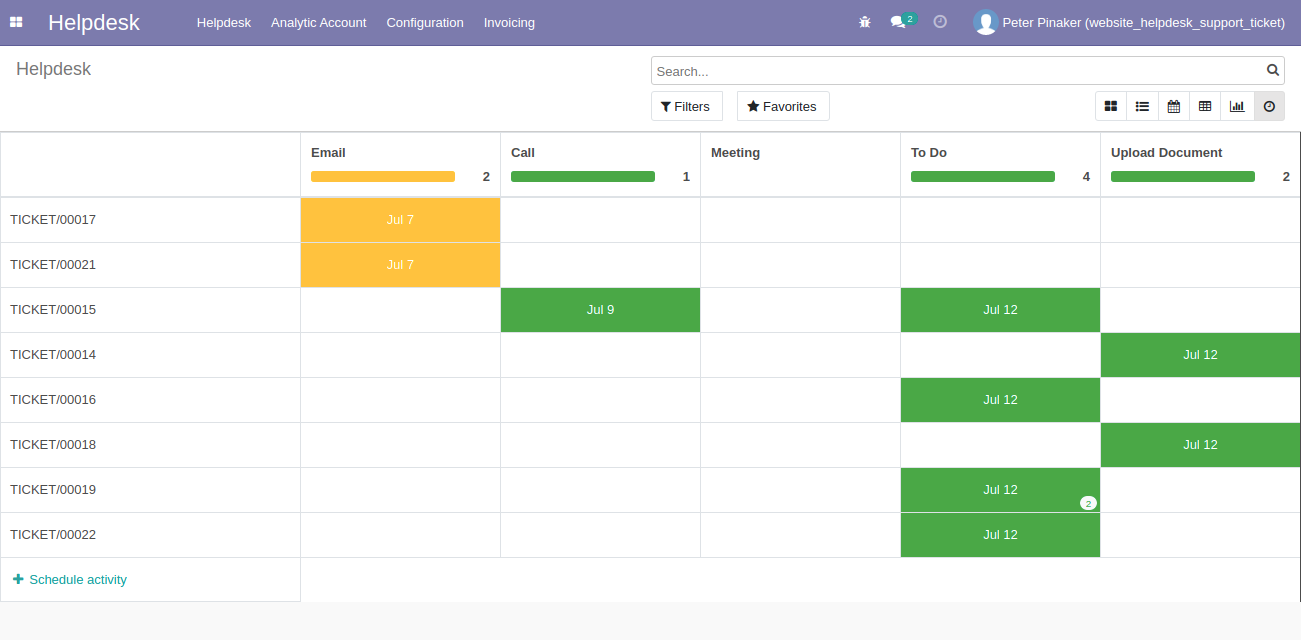 Helpdesk Helpdesk Analytic Account Configuration Invoicing 2 Peter Pinaker (website_helpdesk_support_ticket)
Helpdesk Search...
Filters Favorites
Email Call Meeting To Do Upload Document
2 1 4 2
TICKET/00017 Jul 7
TICKET/00021 Jul 7
TICKET/00015 Jul 9 Jul 12
TICKET/00014 Jul 12
TICKET/00016 Jul 12
TICKET/00018 Jul 12
TICKET/00019 Jul 12 2
TICKET/00022 Jul 12
Schedule activity